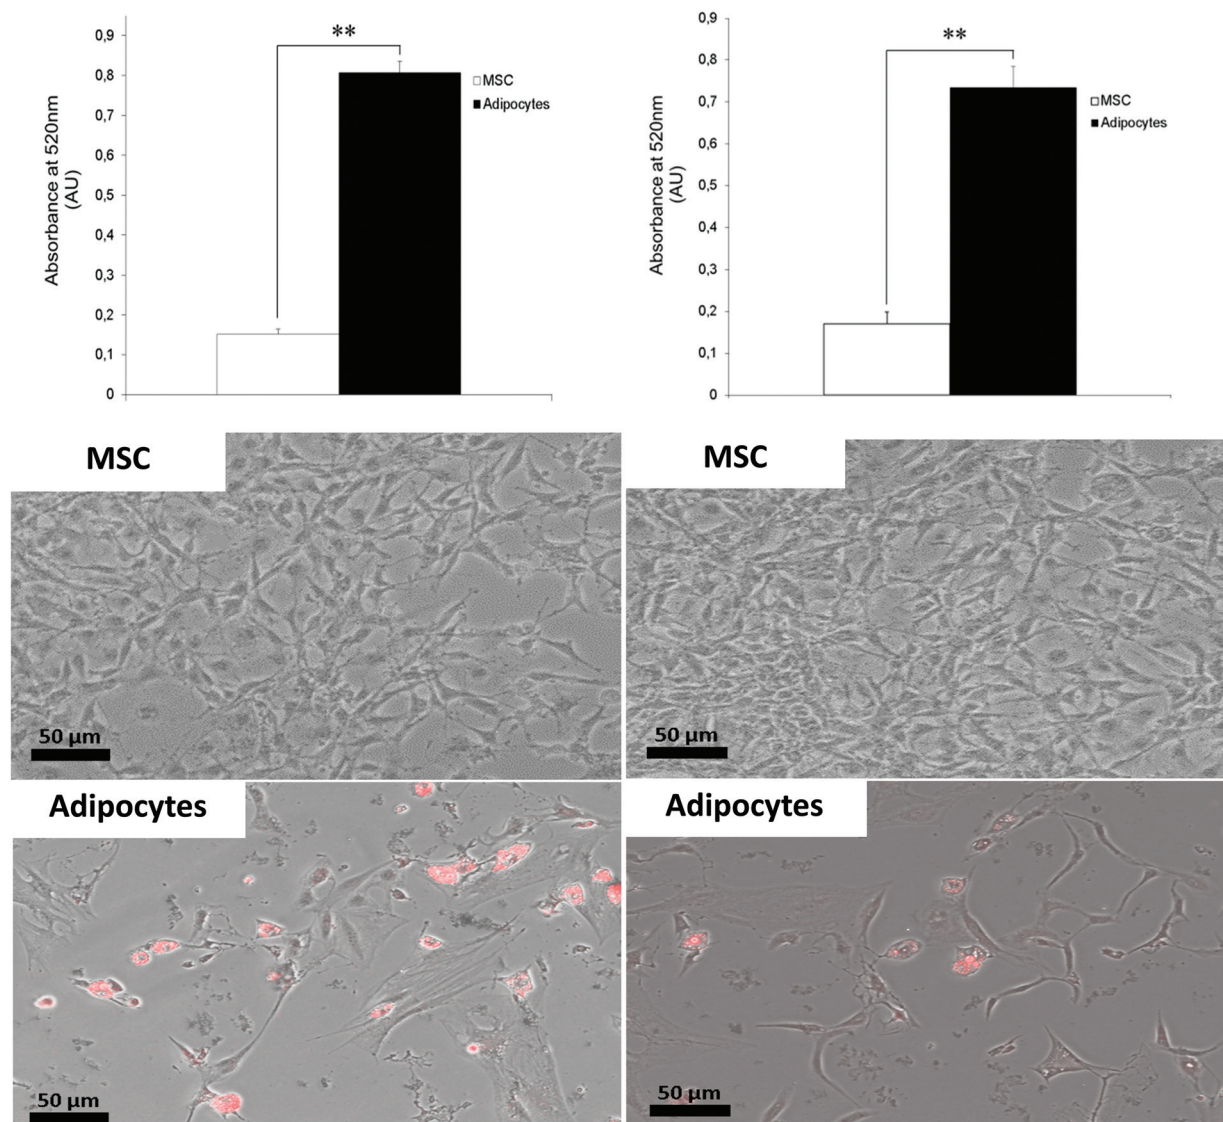 0,9
0,8
0,7
0,6
0,5
0,4
0,3
0,2
0,1
0
Absorbance at 520nm
(AU)
**
MSC
Adipocytes
0,9
0,8
0,7
0,6
0,5
0,4
0,3
0,2
0,1
0
Absorbance at 520nm
(AU)
**
MSC
Adipocytes
MSC
50 µm
MSC
50 µm
Adipocytes
50 µm
Adipocytes
50 µm